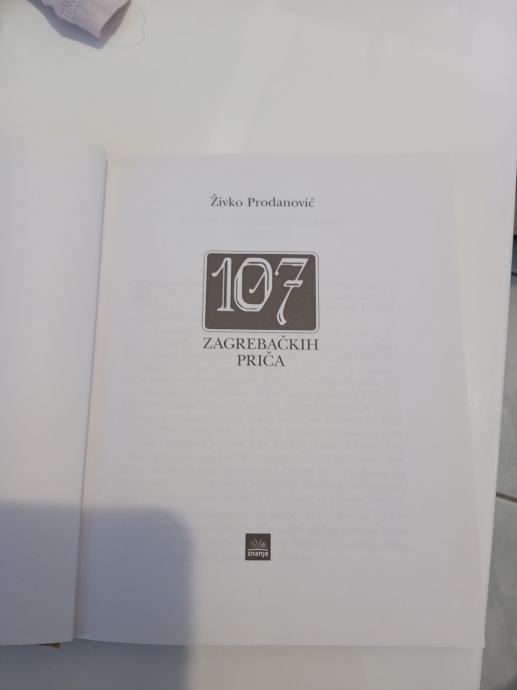 Živko Prodanović
107
ZAGREBAČKIH
PRIČA
znanje